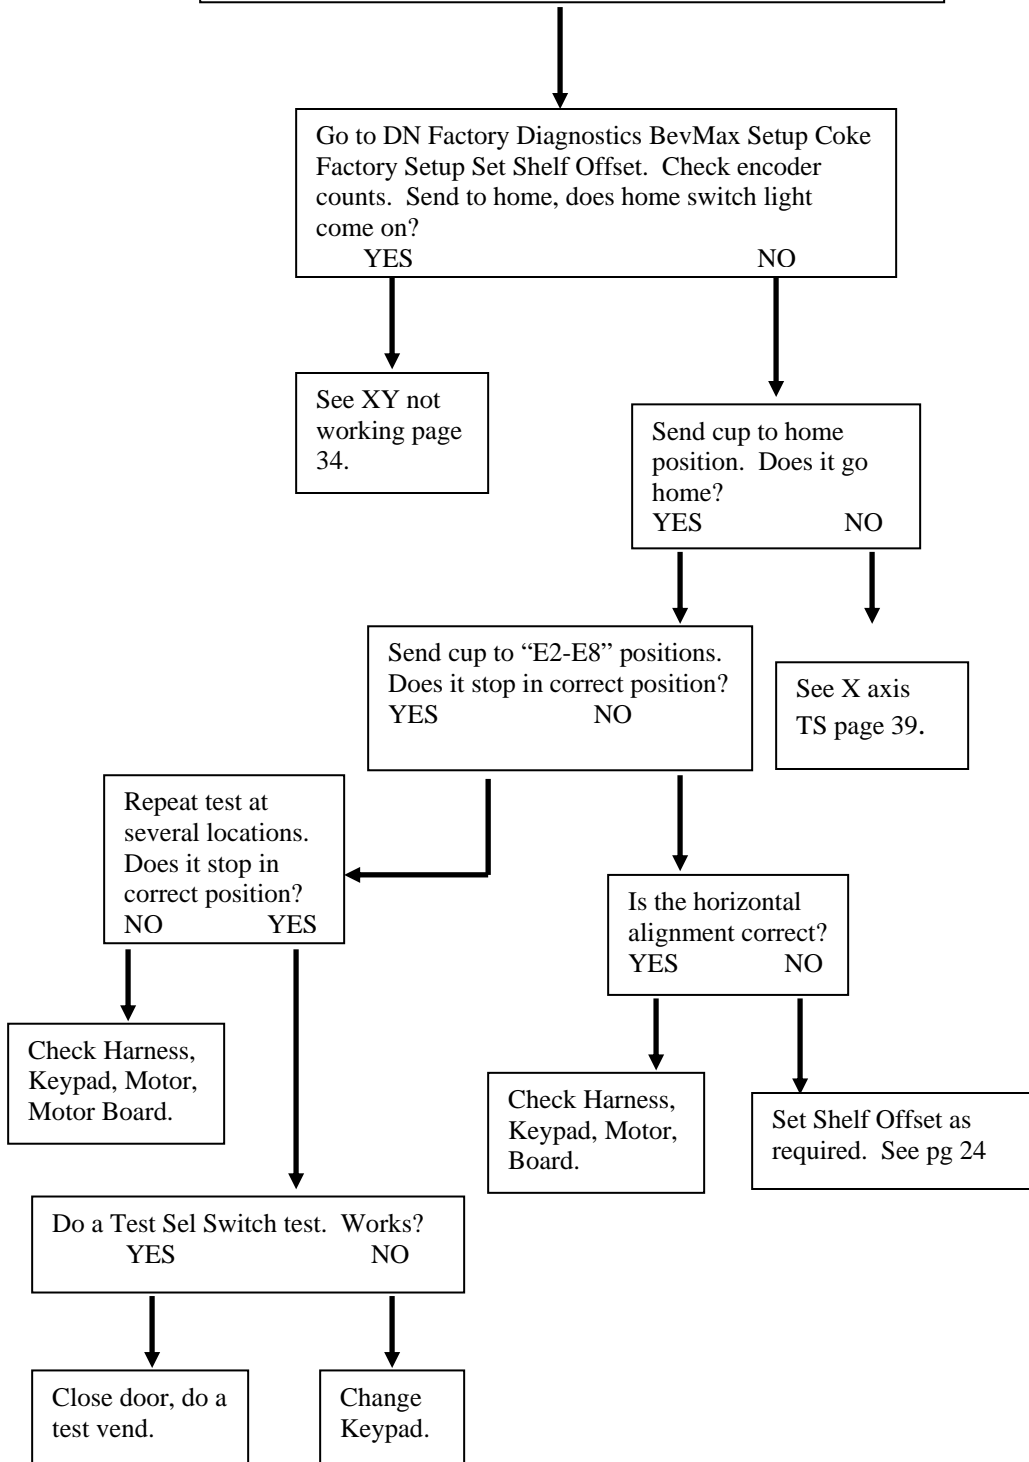 Go to DN Factory Diagnostics BevMax Setup Coke
Factory Setup Set Shelf Offset.  Check encoder
counts.  Send to home, does home switch light
come on?
YES NO
See XY not
working page
34.
Send cup to home
position.  Does it go
home?
YES NO
Send cup to “E2-E8” positions.
Does it stop in correct position?
YES NO
See X axis
TS page 39.
Repeat test at
several locations.
Does it stop in
correct position?
NO YES
Is the horizontal
alignment correct?
YES NO
Check Harness,
Keypad, Motor,
Motor Board.
Check Harness,
Keypad, Motor,
Board.
Set Shelf Offset as
required.  See pg 24
Do a Test Sel Switch test.  Works?
YES NO
Close door, do a
test vend.
Change
Keypad.